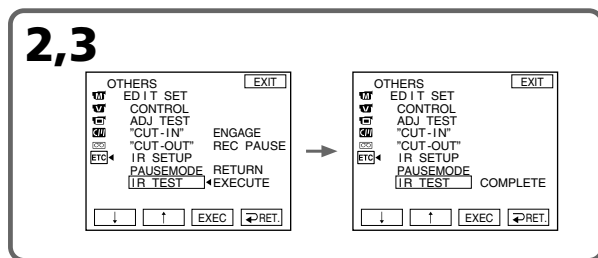 2,3
OTHERS EXIT
EDIT SET
CONTROL
ADJ TEST
"CUT-IN" ENGAGE
"CUT-OUT" REC PAUSE
ETC IR SETUP
PAUSEMODE RETURN
IR TEST EXECUTE
↓ ↑ EXEC RET.
OTHERS EXIT
EDIT SET
CONTROL
ADJ TEST
"CUT-IN"
"CUT-OUT"
ETC IR SETUP
PAUSEMODE
IR TEST COMPLETE
↓ ↑ EXEC RET.